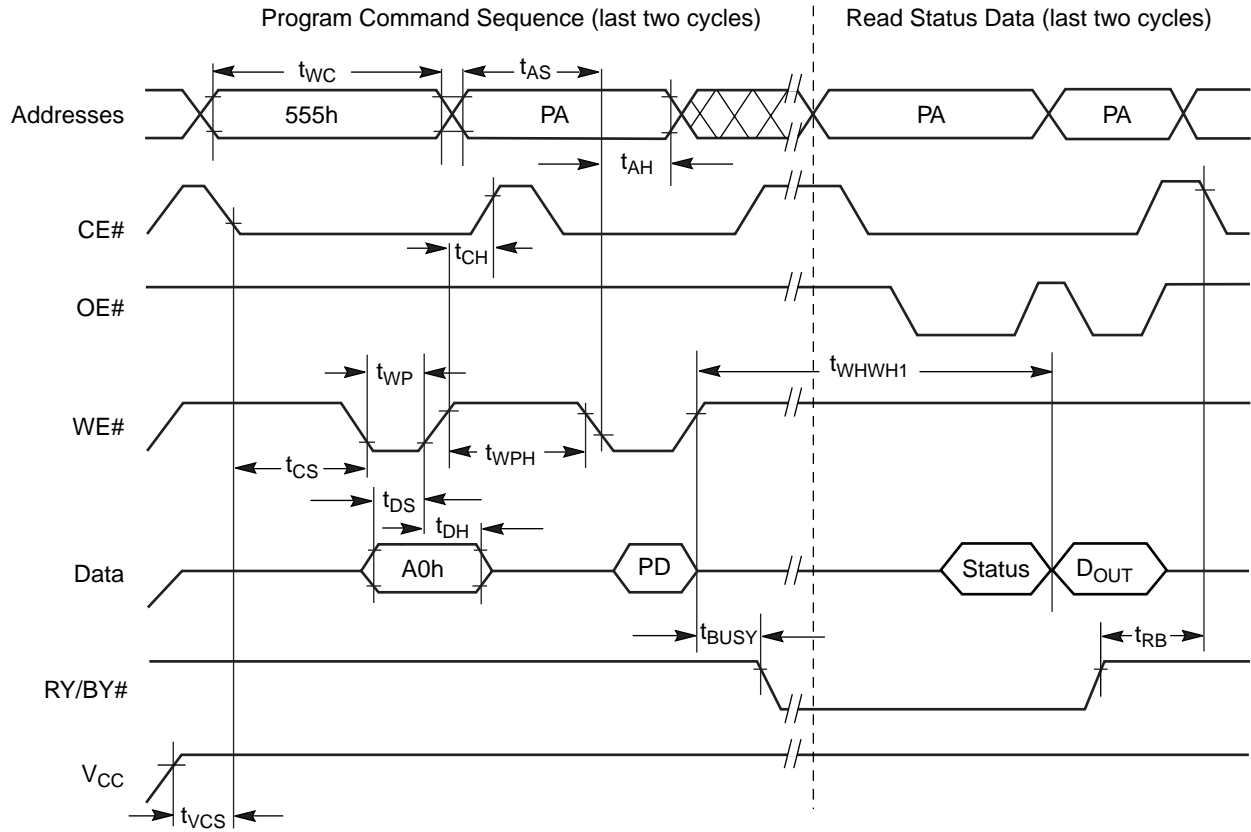 Program Command Sequence (last two cycles)
Read Status Data (last two cycles)
tWC
tAS
Addresses
555h
PA
PA
PA
tAH
CE#
tCH
OE#
tWP
tWHWH1
WE#
tCS
tWPH
tDS
tDH
Data
A0h
PD
Status
DOUT
tBUSY
tRB
RY/BY#
VCC
tVCS